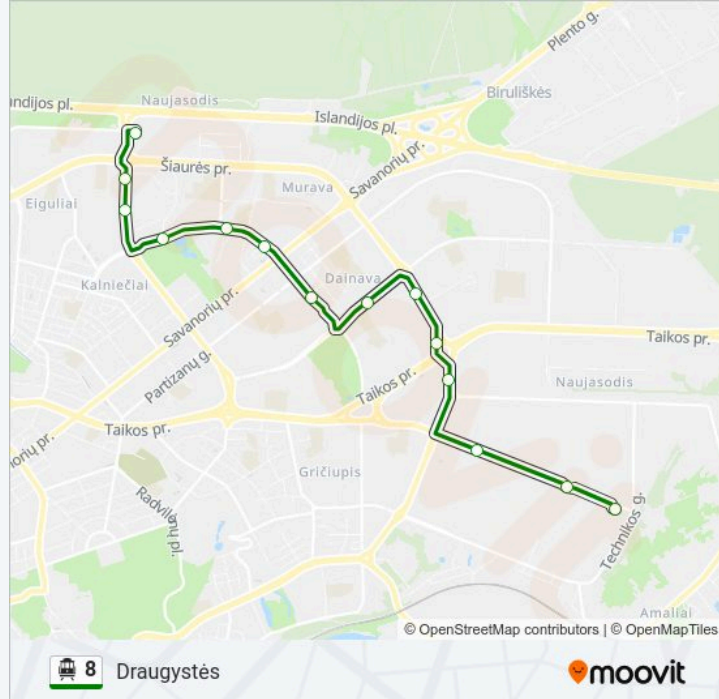 Plento g.
ndijos pl.
Naujasodis
Biruliškės
Islandijos pl.
Šiaurės pr.
Savanorių pr.
Murava
Eiguliai
Dainava
Kalniečiai
Savanorių pr.
Taikos pr.
Partizanų g.
Taikos pr.
Naujasodis
Taikos pr.
norių pr.
Gričiupis
Radvilėnų pl.
Technikos g.
Amaliai
© OpenStreetMap contributors | © OpenMapTiles
8 Draugystės
moovit